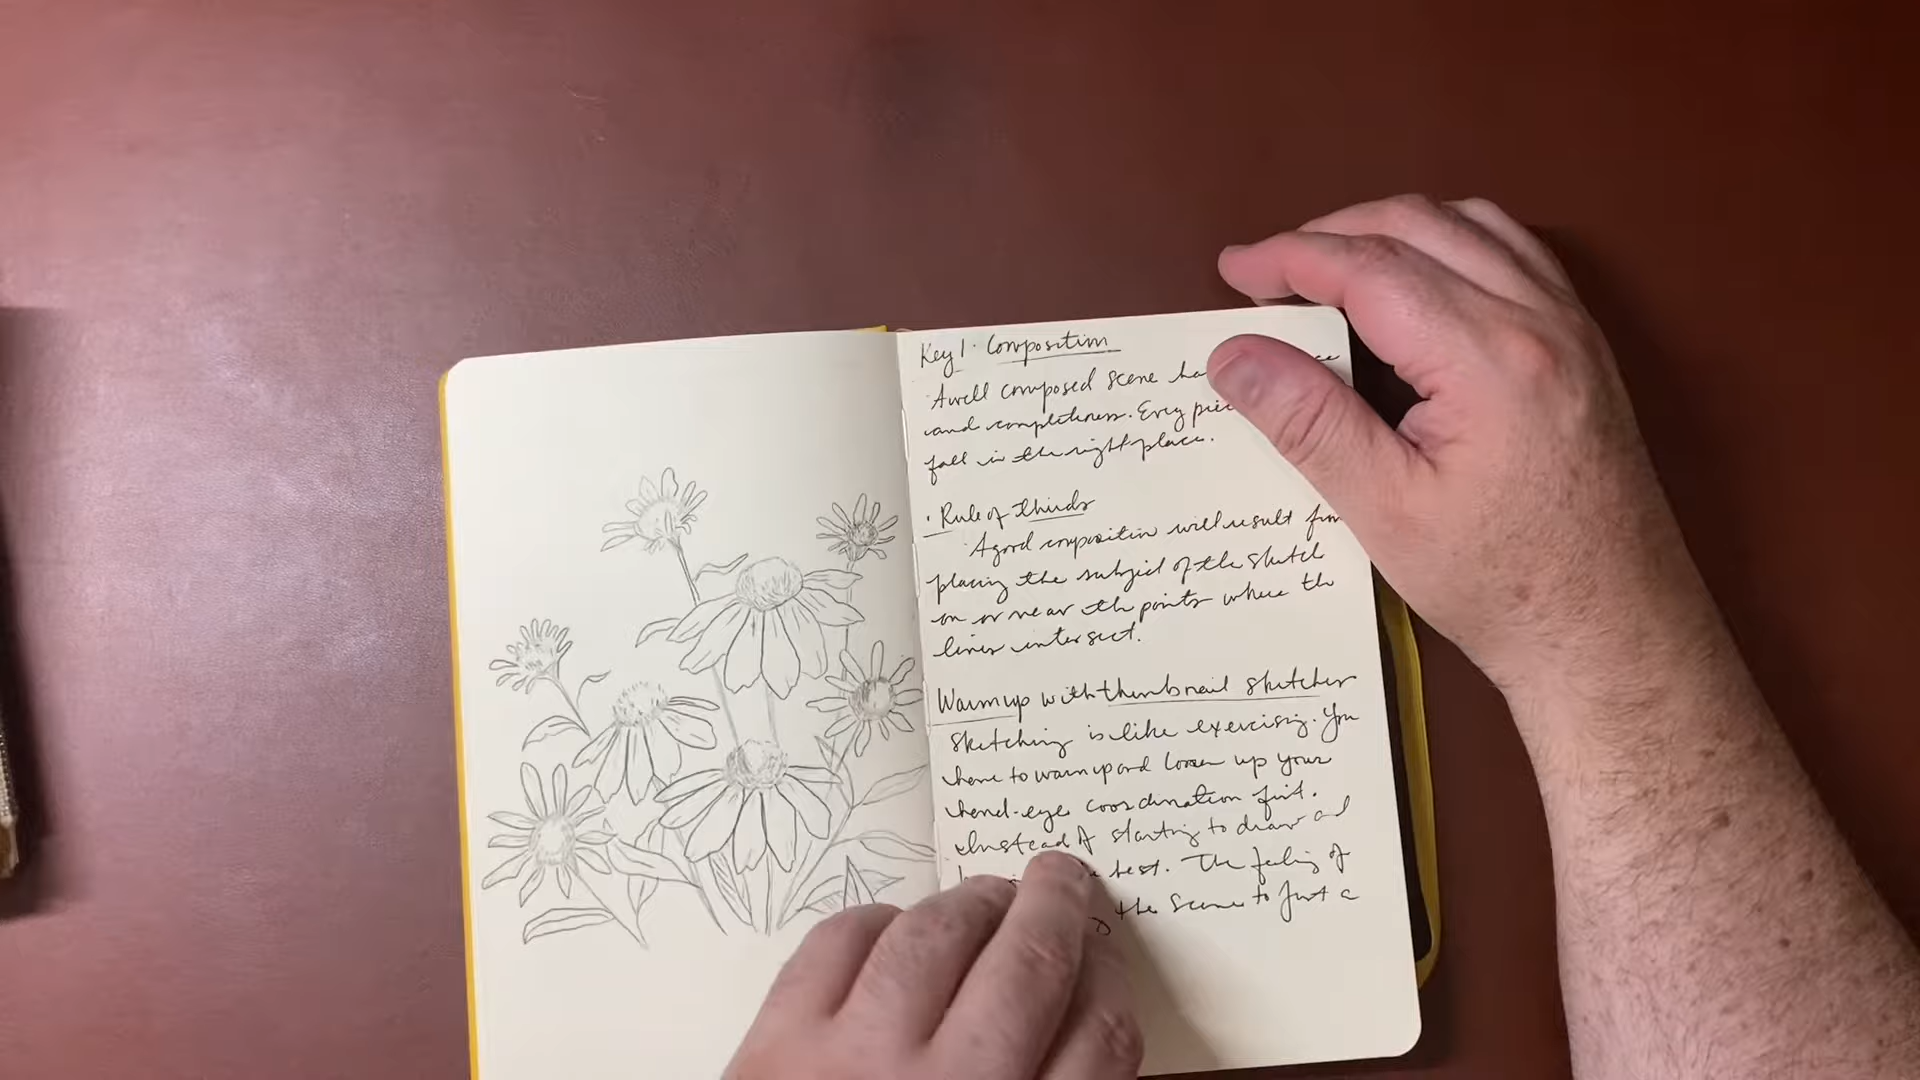 Key 1. Composition
A well composed scene ha
and completeness. Every piec
fall in the right place.
. Rule of thirds
A good composition will result from
placing the subject of the sketch
on or near the points where the
lines intersect.
Warm up with thumbnail sketches
Sketching is like exercising. You
have to warm up and loosen up your
hand-eye coordination first.
Instead of starting to draw and
best. The feeling of
the scene to just a